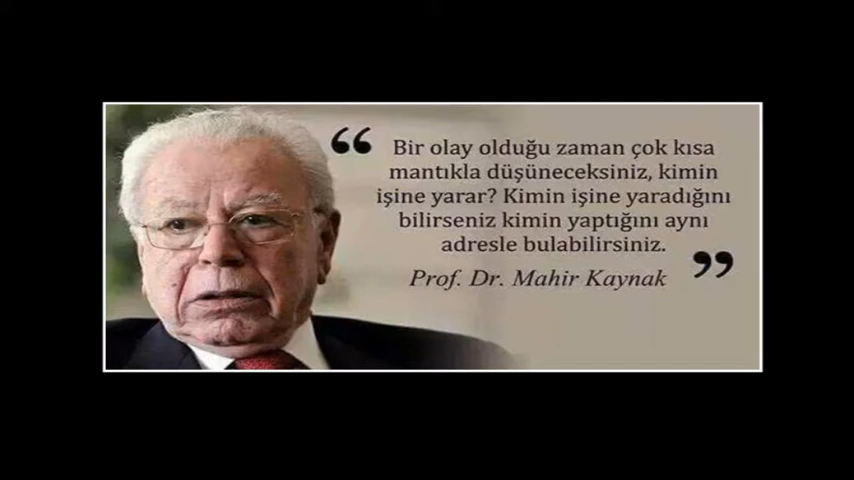 “ Bir olay olduğu zaman çok kısa
mantıkla düşüneceksiniz, kimin
işine yarar? Kimin işine yaradığını
bilirseniz kimin yaptığını aynı
adresle bulabilirsiniz. ”
Prof. Dr. Mahir Kaynak